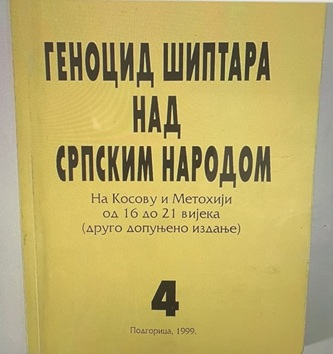 ГЕНОЦИД ШИПТАРА
НАД
СРПСКИМ НАРОДОМ
На Косову и Метохији
од 16 до 21 вијека
(друго допуњено издање)
4
Подгорица, 1999.